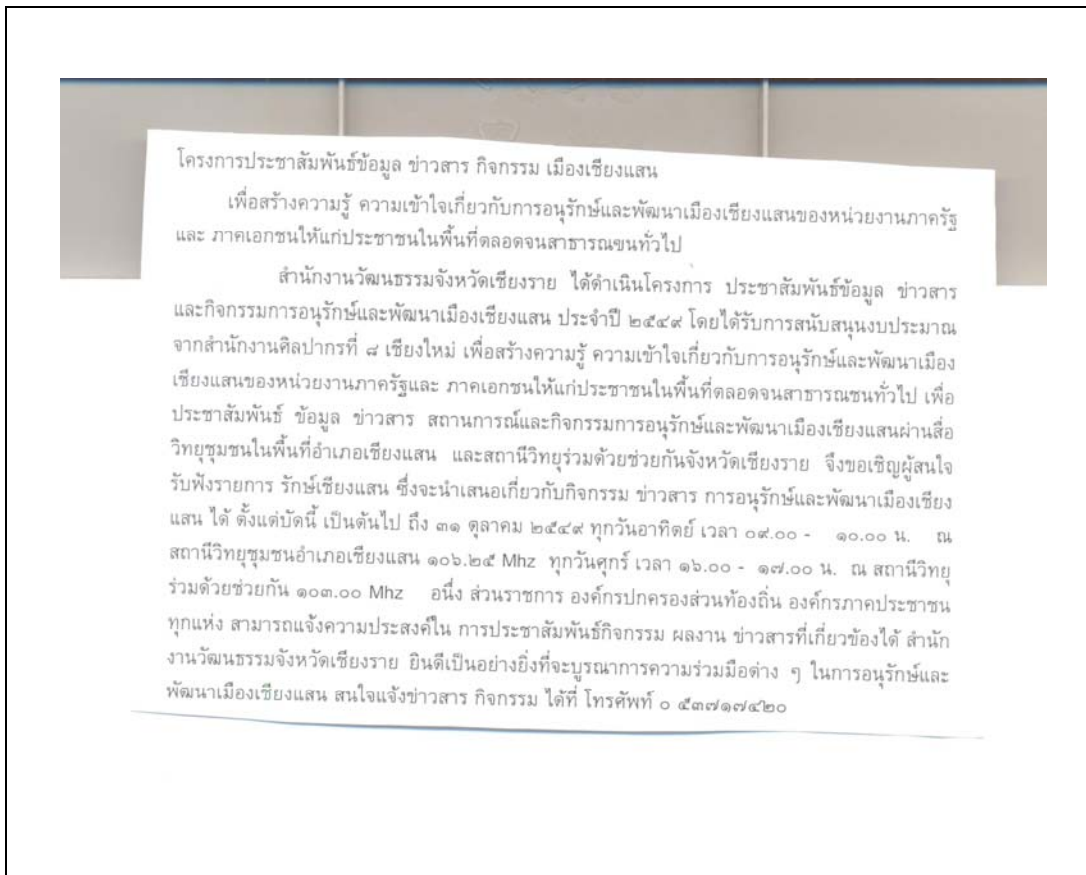 โครงการประชาสัมพันธ์ข้อมูล ข่าวสาร กิจกรรม เมืองเชียงแสน
เพื่อสร้างความรู้ ความเข้าใจเกี่ยวกับการอนุรักษ์และพัฒนาเมืองเชียงแสนของหน่วยงานภาครัฐ
และ ภาคเอกชนให้แก่ประชาชนในพื้นที่ตลอดจนสาธารณขนทั่วไป
สำนักงานวัฒนธรรมจังหวัดเชียงราย ได้ดำเนินโครงการ ประชาสัมพันธ์ข้อมูล ข่าวสาร
และกิจกรรมการอนุรักษ์และพัฒนาเมืองเชียงแสน ประจำปี ๒๕๔๙ โดยได้รับการสนับสนุนงบประมาณ
จากสำนักงานศิลปากรที่ ๘ เชียงใหม่ เพื่อสร้างความรู้ ความเข้าใจเกี่ยวกับการอนุรักษ์และพัฒนาเมือง
เชียงแสนของหน่วยงานภาครัฐและ ภาคเอกชนให้แก่ประชาชนในพื้นที่ตลอดจนสาธารณชนทั่วไป เพื่อ
ประชาสัมพันธ์ ข้อมูล ข่าวสาร สถานการณ์และกิจกรรมการอนุรักษ์และพัฒนาเมืองเชียงแสนผ่านสื่อ
วิทยุชุมชนในพื้นที่อำเภอเชียงแสน และสถานีวิทยุร่วมด้วยช่วยกันจังหวัดเชียงราย จึงขอเชิญผู้สนใจ
รับฟังรายการ รักษ์เชียงแสน ซึ่งจะนำเสนอเกี่ยวกับกิจกรรม ข่าวสาร การอนุรักษ์และพัฒนาเมืองเชียง
แสน ได้ ตั้งแต่บัดนี้ เป็นต้นไป ถึง ๓๑ ตุลาคม ๒๕๔๙ ทุกวันอาทิตย์ เวลา ๐๙.๐๐ - ๑๐.๐๐ น. ณ
สถานีวิทยุชุมชนอำเภอเชียงแสน ๑๐๖.๒๕ Mhz ทุกวันศุกร์ เวลา ๑๖.๐๐ - ๑๗.๐๐ น. ณ สถานีวิทยุ
ร่วมด้วยช่วยกัน ๑๐๓.๐๐ Mhz อนึ่ง ส่วนราชการ องค์กรปกครองส่วนท้องถิ่น องค์กรภาคประชาชน
ทุกแห่ง สามารถแจ้งความประสงค์ใน การประชาสัมพันธ์กิจกรรม ผลงาน ข่าวสารที่เกี่ยวข้องได้ สำนัก
งานวัฒนธรรมจังหวัดเชียงราย ยินดีเป็นอย่างยิ่งที่จะบูรณาการความร่วมมือต่าง ๆ ในการอนุรักษ์และ
พัฒนาเมืองเชียงแสน สนใจแจ้งข่าวสาร กิจกรรม ได้ที่ โทรศัพท์ ๐ ๕๓๗๑๗๔๒๐